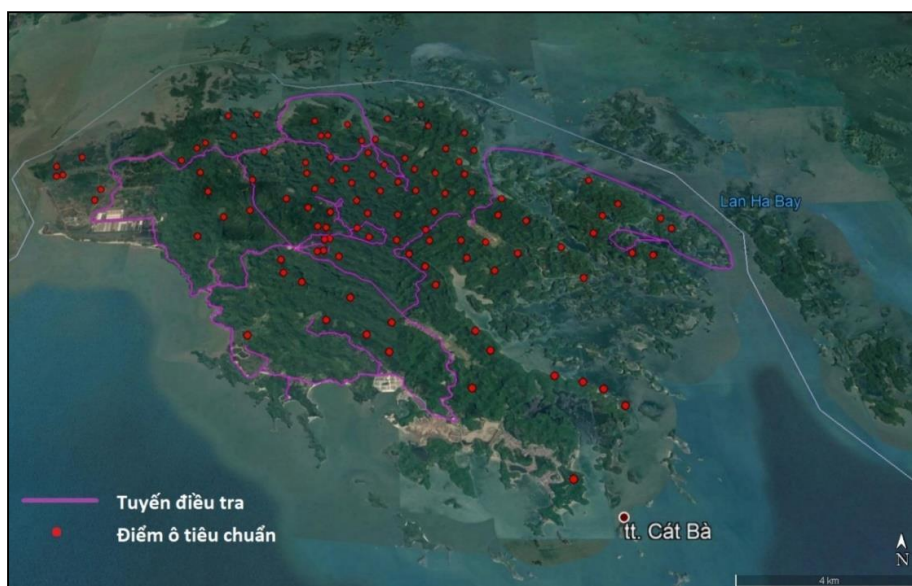 Lan Ha Bay
Tuyến điều tra
Điểm ô tiêu chuẩn
tt. Cát Bà
N
4 km